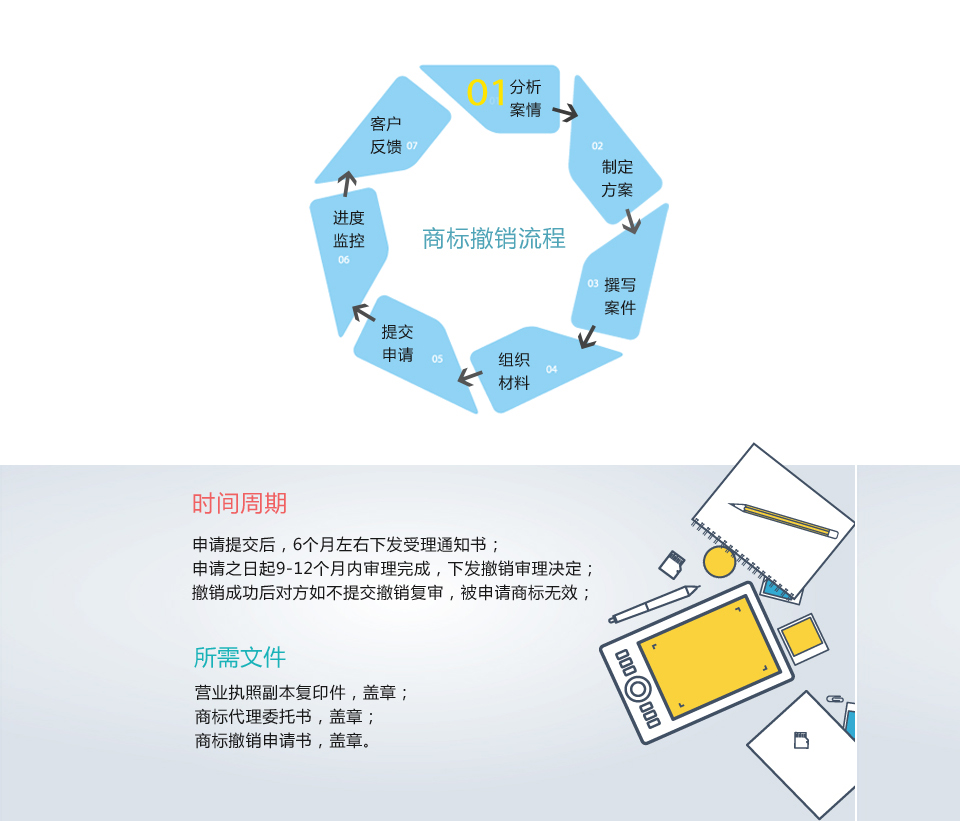 01 分析
案情
02
制定
方案
03 撰写
案件
组织 04
材料
提交
申请 05
进度
监控
06
客户
反馈 07
商标撤销流程
时间周期
申请提交后，6个月左右下发受理通知书；
申请之日起9-12个月内审理完成，下发撤销审理决定；
撤销成功后对方如不提交撤销复审，被申请商标无效；
所需文件
营业执照副本复印件，盖章；
商标代理委托书，盖章；
商标撤销申请书，盖章。